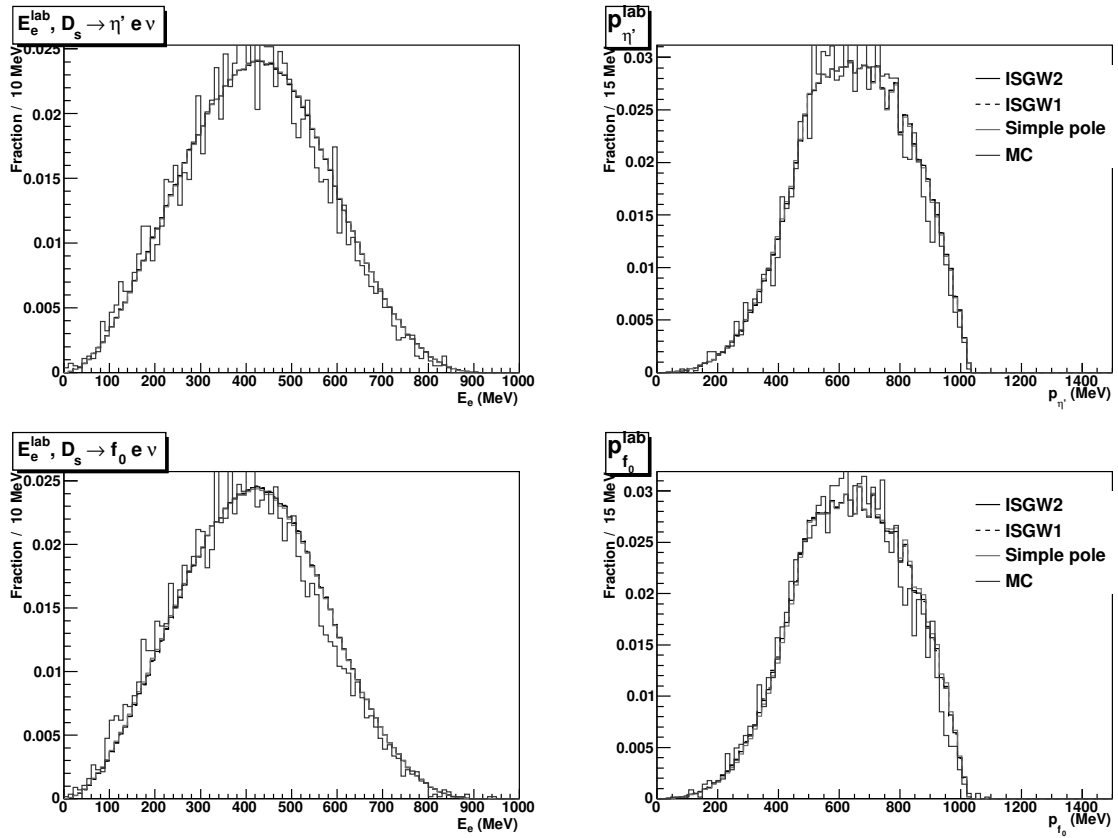 E_e^lab, D_s → η' e ν
Fraction / 10 MeV
0.025
0.02
0.015
0.01
0.005
0
0 100 200 300 400 500 600 700 800 900 1000
E_e (MeV)
p_η'^lab
Fraction / 15 MeV
0.03
0.025
0.02
0.015
0.01
0.005
0
0 200 400 600 800 1000 1200 1400
p_η' (MeV)
ISGW2
ISGW1
Simple pole
MC
E_e^lab, D_s → f_0 e ν
Fraction / 10 MeV
0.025
0.02
0.015
0.01
0.005
0
0 100 200 300 400 500 600 700 800 900 1000
E_e (MeV)
p_f_0^lab
Fraction / 15 MeV
0.03
0.025
0.02
0.015
0.01
0.005
0
0 200 400 600 800 1000 1200 1400
p_f_0 (MeV)
ISGW2
ISGW1
Simple pole
MC